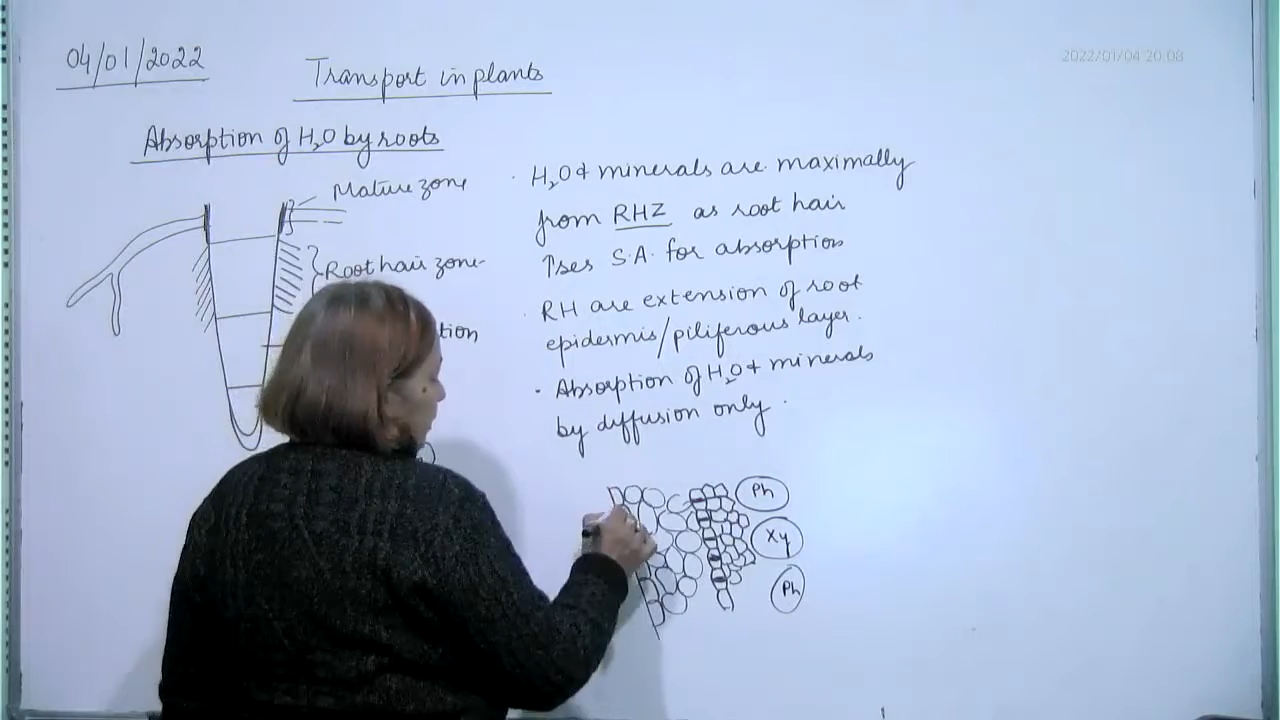 04/01/2022
2022/01/04 20:08
Transport in plants
Absorption of H₂O by roots
Mature zone
Root hair zone
tion
· H₂O & minerals are maximally
from RHZ as root hair
↑ses S.A. for absorption
· RH are extension of root
epidermis/piliferous layer.
· Absorption of H₂O & minerals
by diffusion only.
Ph
Xy
Ph